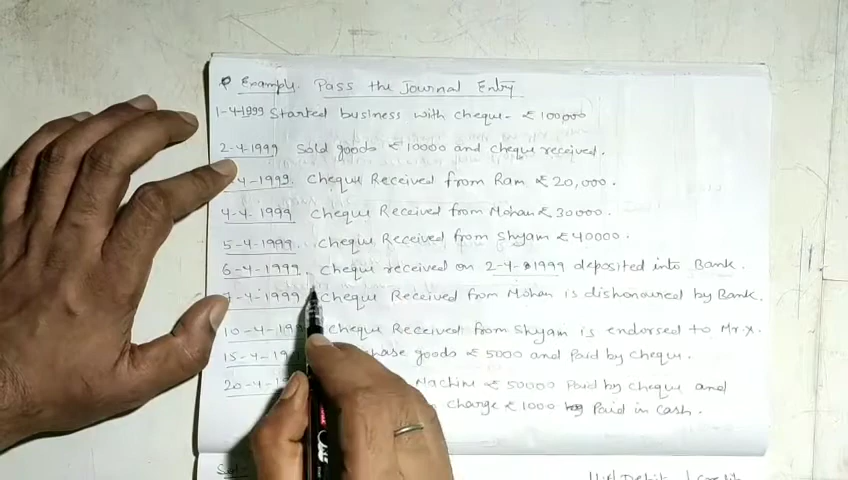 Example. Pass the Journal Entry
1-4-1999 Started business with cheque - ₹100000
2-4-1999 Sold goods ₹10000 and cheque received.
-4-1999. Cheque Received from Ram ₹20,000.
4-4-1999 Cheque Received from Mohan ₹30000.
5-4-1999 Cheque Received from Shyam ₹40000.
6-4-1999. Cheque received on 2-4-1999 deposited into Bank.
7-4-1999 Cheque Received from Mohan is dishonoured by Bank.
10-4-199 Cheque Received from Shyam is endorsed to Mr. X.
15-4-19 goods ₹5000 and Paid by cheque.
20-4-1 Machine ₹50000 Paid by cheque and
charge ₹1000 Paid in cash.
Debit Credit